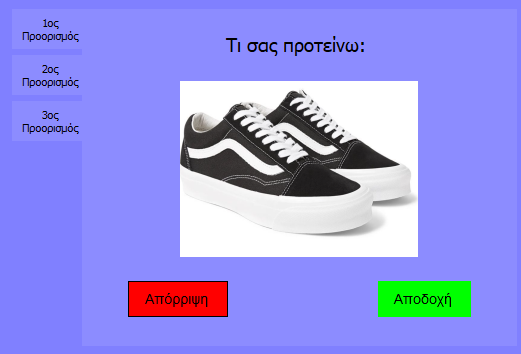 1ος
Προορισμός
2ος
Προορισμός
3ος
Προορισμός
Τι σας προτείνω:
Απόρριψη
Αποδοχή